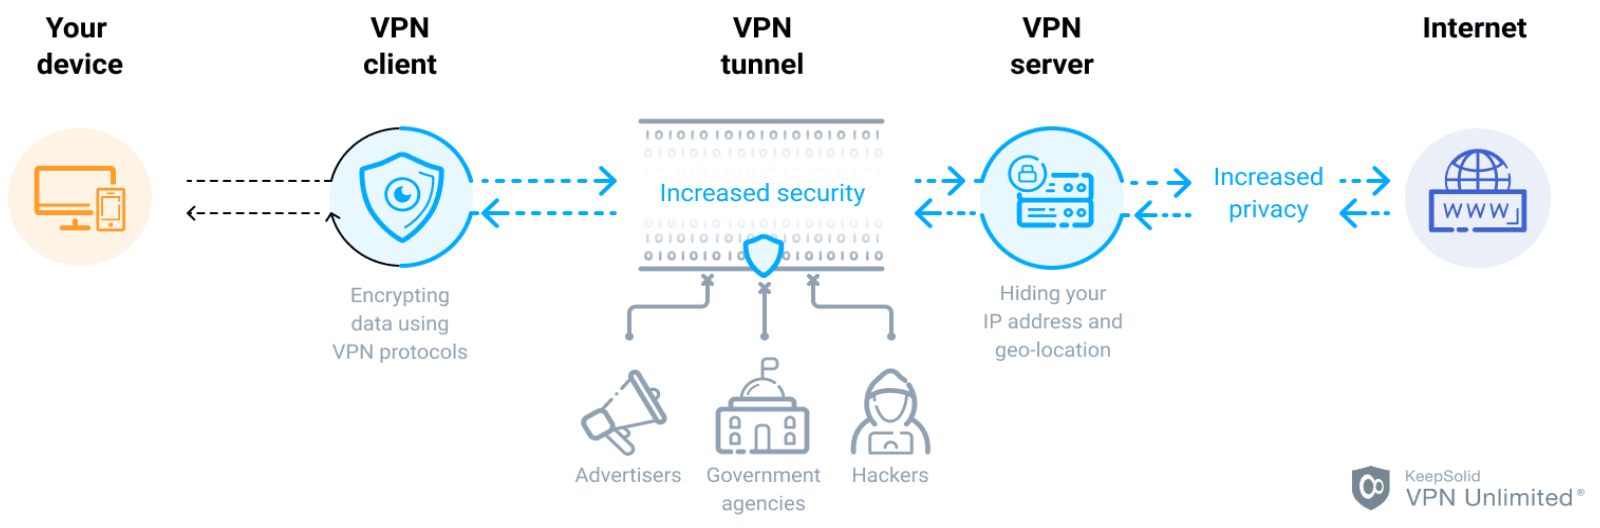 Your
device
VPN
client
VPN
tunnel
VPN
server
Internet
1010101010101010101010
Increased security
Increased
privacy
WWW
Encrypting
data using
VPN protocols
Hiding your
IP address and
geo-location
Advertisers
Government
agencies
Hackers
KeepSolid
VPN Unlimited®